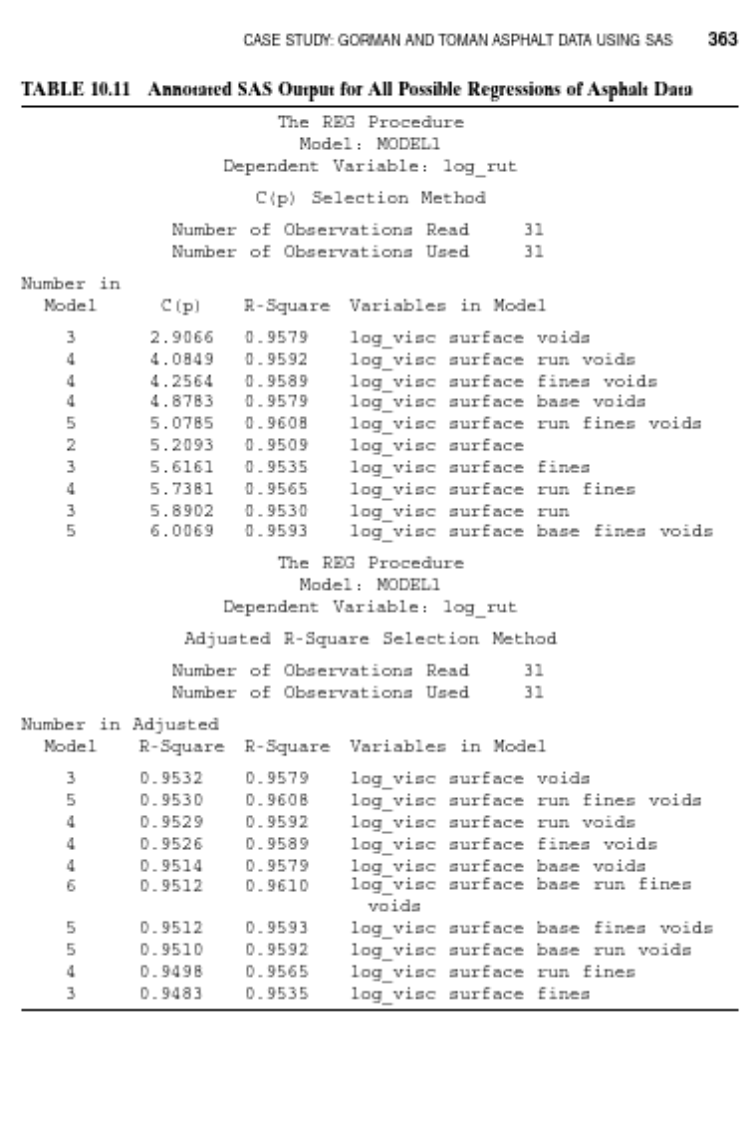 CASE STUDY: GORMAN AND TOMAN ASPHALT DATA USING SAS 363
TABLE 10.11 Annotated SAS Output for All Possible Regressions of Asphalt Data
The REG Procedure
Model: MODEL1
Dependent Variable: log_rut
C(p) Selection Method
Number of Observations Read 31
Number of Observations Used 31
Number in
Model C(p) R-Square Variables in Model
3 2.9066 0.9579 log_visc surface voids
4 4.0849 0.9592 log_visc surface run voids
4 4.2564 0.9589 log_visc surface fines voids
4 4.8783 0.9579 log_visc surface base voids
5 5.0785 0.9608 log_visc surface run fines voids
2 5.2093 0.9509 log_visc surface
3 5.6161 0.9535 log_visc surface fines
4 5.7381 0.9565 log_visc surface run fines
3 5.8902 0.9530 log_visc surface run
5 6.0069 0.9593 log_visc surface base fines voids
The REG Procedure
Model: MODEL1
Dependent Variable: log_rut
Adjusted R-Square Selection Method
Number of Observations Read 31
Number of Observations Used 31
Number in Adjusted
Model R-Square R-Square Variables in Model
3 0.9532 0.9579 log_visc surface voids
5 0.9530 0.9608 log_visc surface run fines voids
4 0.9529 0.9592 log_visc surface run voids
4 0.9526 0.9589 log_visc surface fines voids
4 0.9514 0.9579 log_visc surface base voids
6 0.9512 0.9610 log_visc surface base run fines
voids
5 0.9512 0.9593 log_visc surface base fines voids
5 0.9510 0.9592 log_visc surface base run voids
4 0.9498 0.9565 log_visc surface run fines
3 0.9483 0.9535 log_visc surface fines